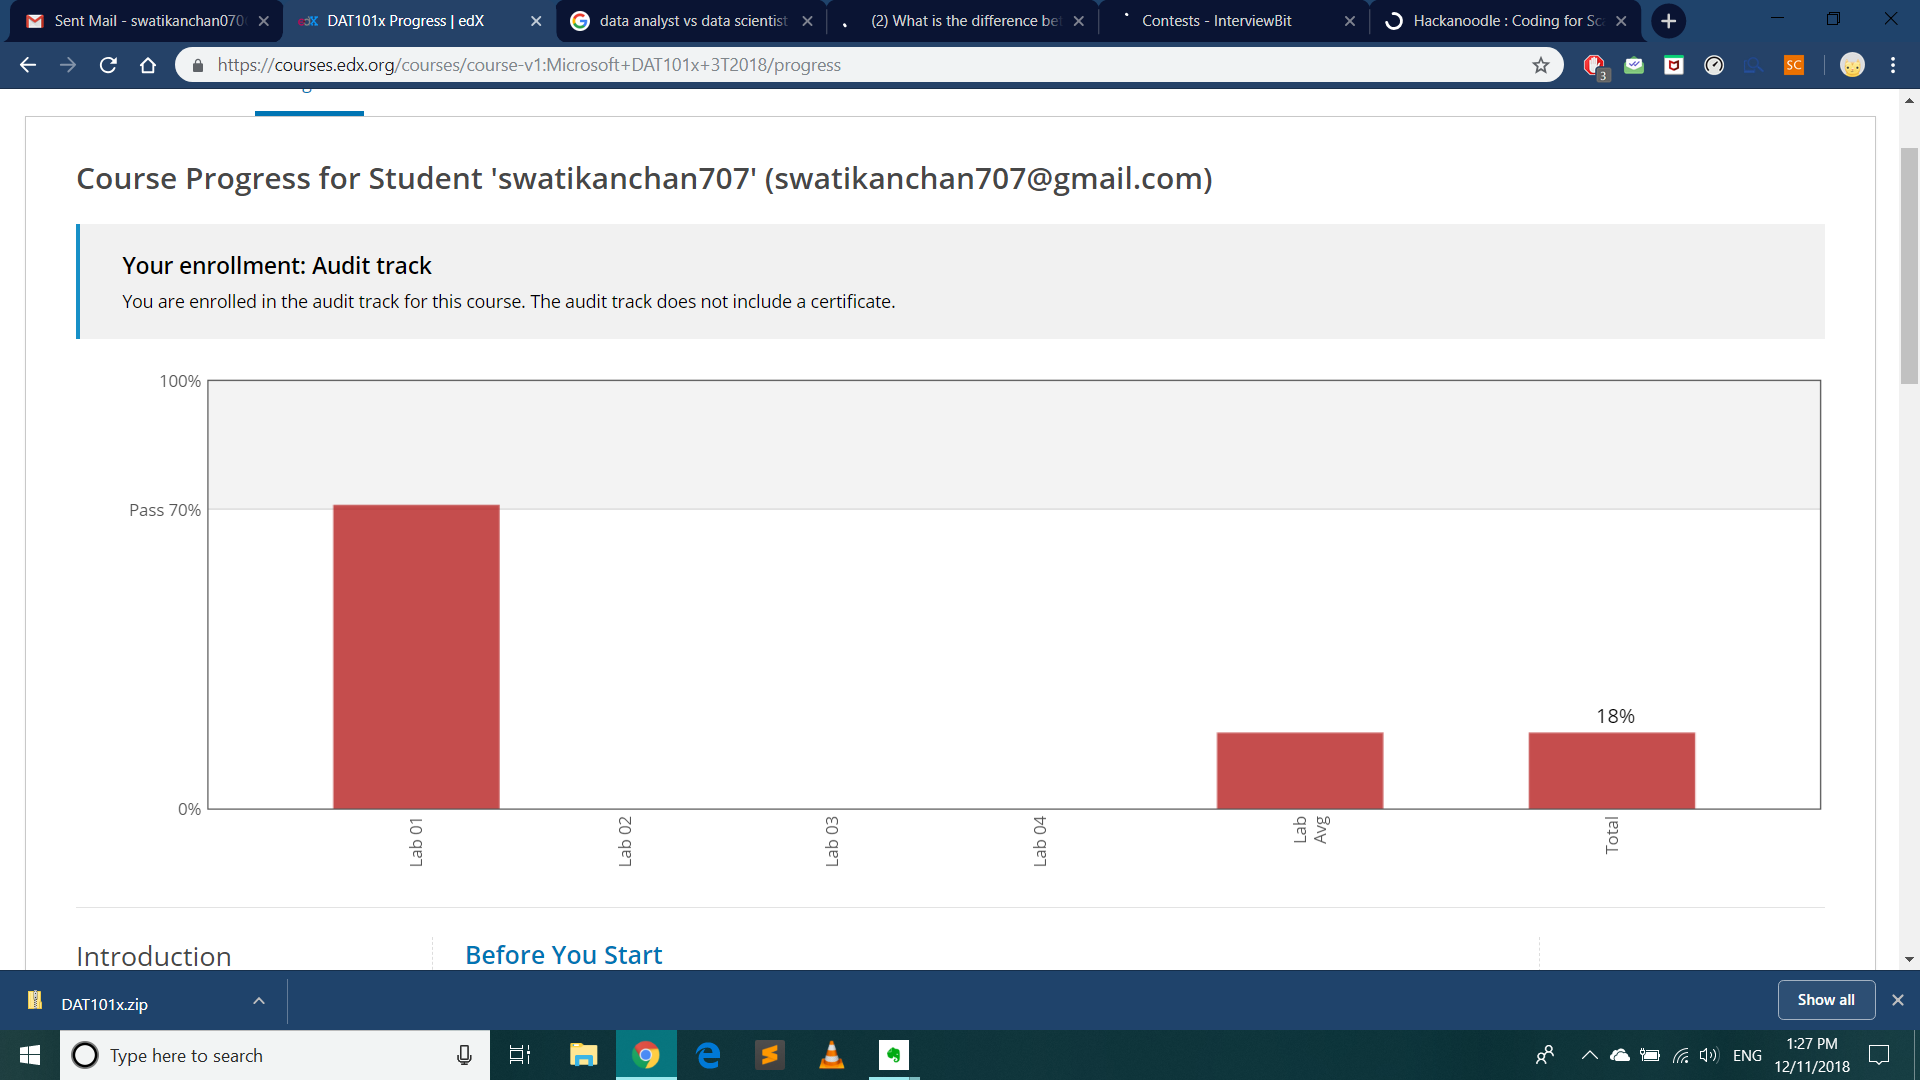 Sent Mail - swatikanchan070
DAT101x Progress | edX
data analyst vs data scientist
(2) What is the difference be
Contests - InterviewBit
Hackanoodle : Coding for Sc
https://courses.edx.org/courses/course-v1:Microsoft+DAT101x+3T2018/progress
3
SC
Course Progress for Student 'swatikanchan707' (swatikanchan707@gmail.com)
Your enrollment: Audit track
You are enrolled in the audit track for this course. The audit track does not include a certificate.
100%
Pass 70%
0%
18%
Lab 01
Lab 02
Lab 03
Lab 04
Lab
Avg
Total
Introduction
Before You Start
DAT101x.zip
Show all
Type here to search
ENG
1:27 PM
12/11/2018